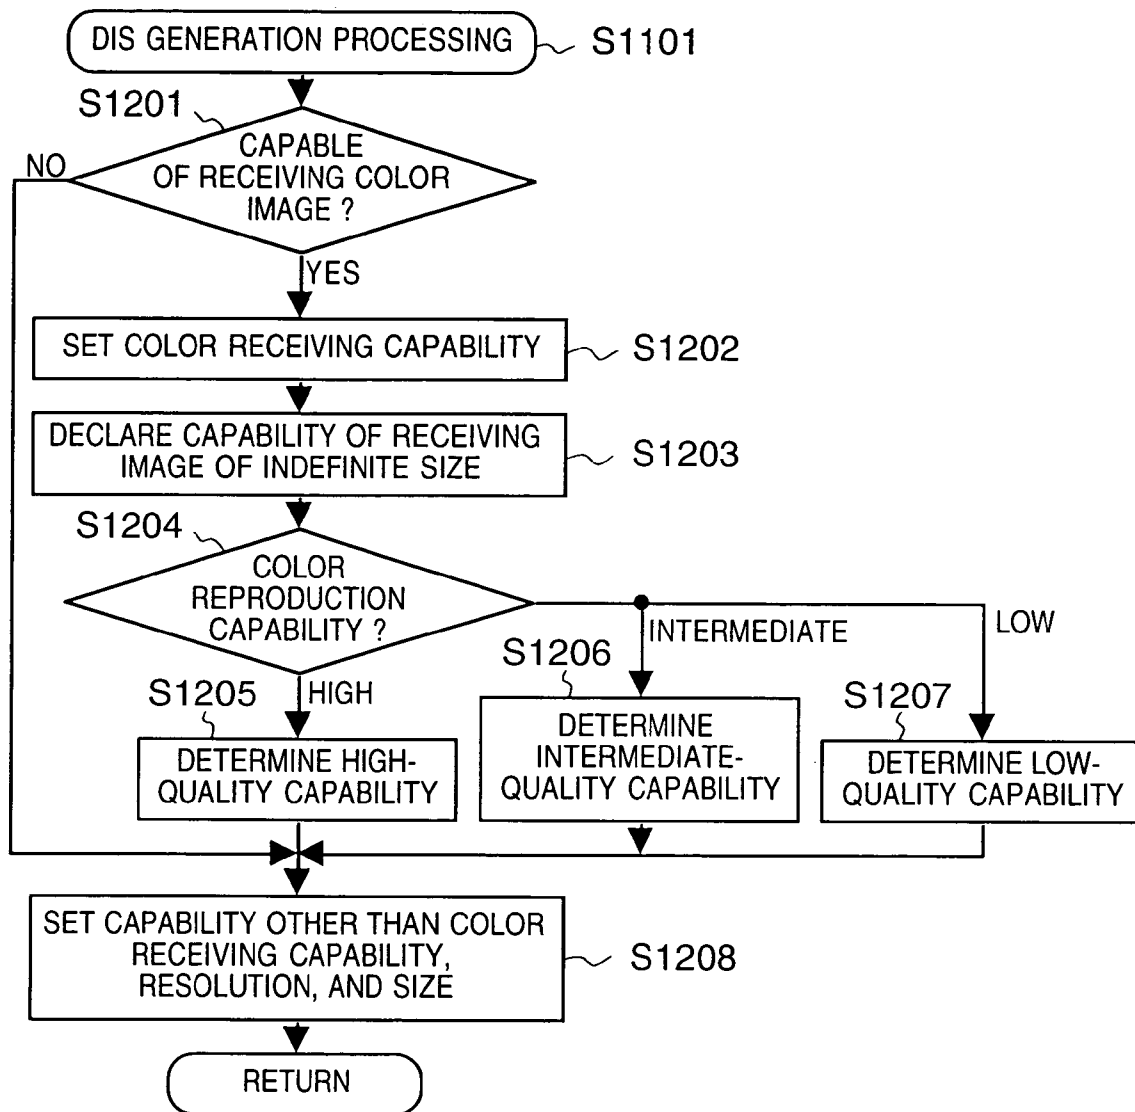 DIS GENERATION PROCESSING
S1101
S1201
CAPABLE
OF RECEIVING COLOR
IMAGE ?
NO
YES
SET COLOR RECEIVING CAPABILITY
S1202
DECLARE CAPABILITY OF RECEIVING
IMAGE OF INDEFINITE SIZE
S1203
S1204
COLOR
REPRODUCTION
CAPABILITY ?
INTERMEDIATE
LOW
HIGH
S1205
DETERMINE HIGH-
QUALITY CAPABILITY
S1206
DETERMINE
INTERMEDIATE-
QUALITY CAPABILITY
S1207
DETERMINE LOW-
QUALITY CAPABILITY
SET CAPABILITY OTHER THAN COLOR
RECEIVING CAPABILITY,
RESOLUTION, AND SIZE
S1208
RETURN